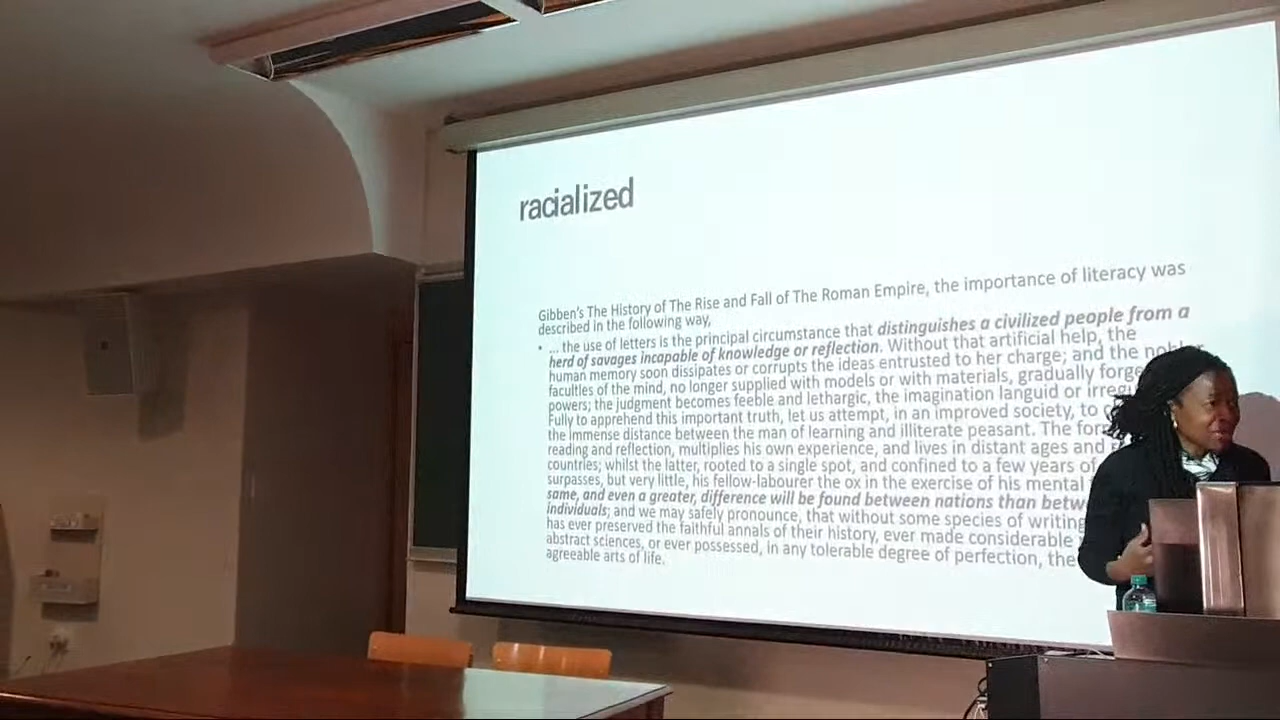 racialized
Gibben's The History of The Rise and Fall of The Roman Empire, the importance of literacy was
described in the following way,
• ... the use of letters is the principal circumstance that distinguishes a civilized people from a
herd of savages incapable of knowledge or reflection. Without that artificial help, the
human memory soon dissipates or corrupts the ideas entrusted to her charge; and the
faculties of the mind, no longer supplied with models or with materials, gradually
powers; the judgment becomes feeble and lethargic, the imagination languid or
Fully to apprehend this important truth, let us attempt, in an improved society, to
the immense distance between the man of learning and illiterate peasant. The
reading and reflection, multiplies his own experience, and lives in distant ages and
countries; whilst the latter, rooted to a single spot, and confined to a few years of
surpasses, but very little, his fellow-labourer the ox in the exercise of his mental
same, and even a greater, difference will be found between nations than
individuals; and we may safely pronounce, that without some species of writing
has ever preserved the faithful annals of their history, ever made considerable
abstract sciences, or ever possessed, in any tolerable degree of perfection, the
agreeable arts of life.